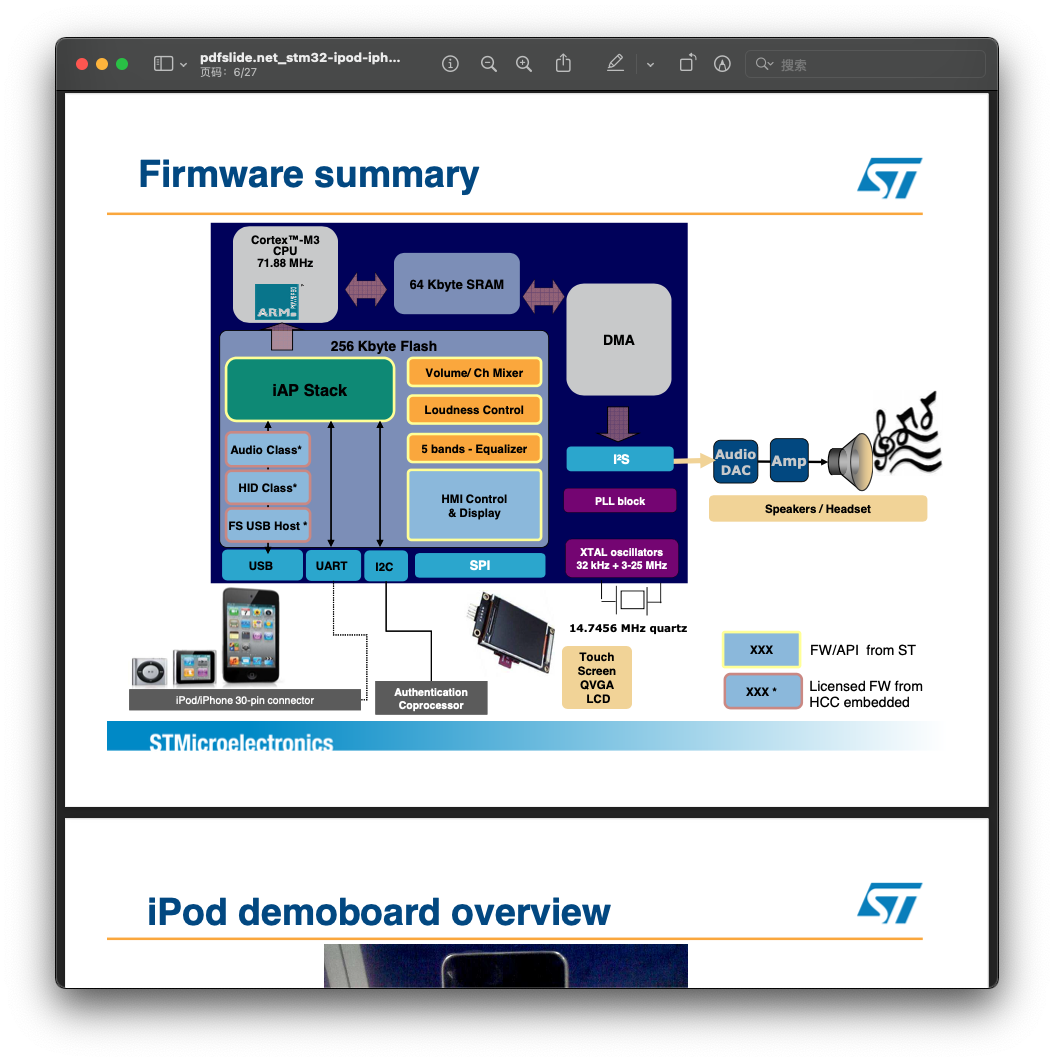 pdfslide.net_stm32-ipod-iph...
页码：6/27
搜索
Firmware summary
ST
Cortex™-M3
CPU
71.88 MHz
ARM
64 Kbyte SRAM
DMA
256 Kbyte Flash
iAP Stack
Volume/ Ch Mixer
Loudness Control
5 bands - Equalizer
Audio Class*
HID Class*
FS USB Host *
HMI Control
& Display
I²S
Audio
DAC
Amp
PLL block
Speakers / Headset
XTAL oscillators
32 kHz + 3-25 MHz
USB
UART
I2C
SPI
14.7456 MHz quartz
Touch
Screen
QVGA
LCD
XXX
FW/API from ST
XXX *
Licensed FW from
HCC embedded
iPod/iPhone 30-pin connector
Authentication
Coprocessor
STMicroelectronics
iPod demoboard overview
ST